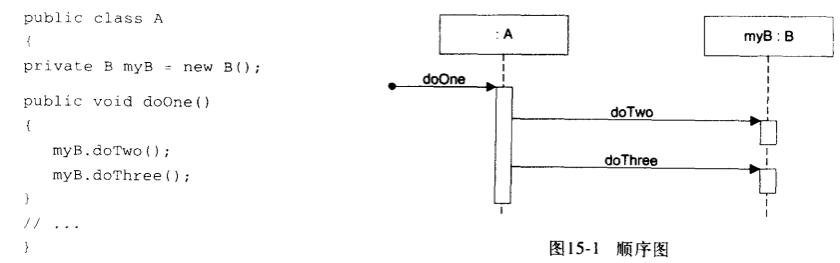 public class A
{
private B myB = new B();
public void doOne()
{
myB.doTwo();
myB.doThree();
}
// ...
}
: A
myB : B
doOne
doTwo
doThree
图15-1 顺序图